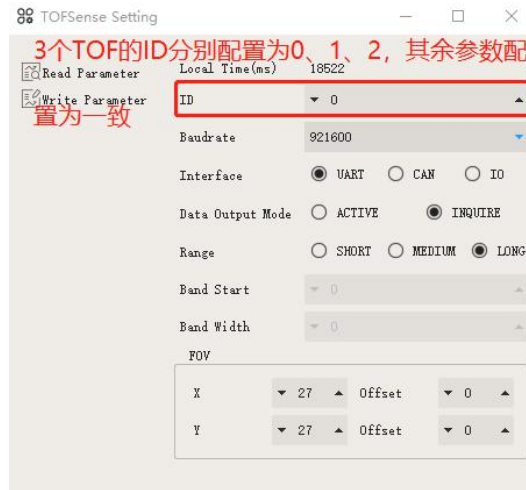 TOFSense Setting
3个TOF的ID分别配置为0、1、2，其余参数配
置为一致
Read Parameter
Write Parameter
Local Time(ms) 18522
ID 0
Baudrate 921600
Interface UART CAN IO
Data Output Mode ACTIVE INQUIRE
Range SHORT MEDIUM LONG
Band Start 0
Band Width 0
FOV
X 27 Offset 0
Y 27 Offset 0